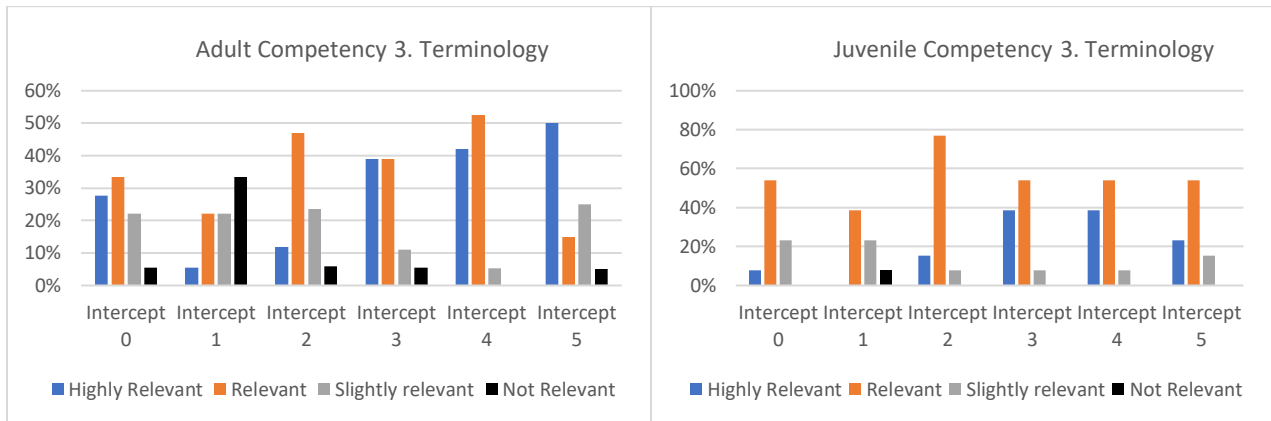 Adult Competency 3. Terminology
60%
50%
40%
30%
20%
10%
0%
Intercept 0
Intercept 1
Intercept 2
Intercept 3
Intercept 4
Intercept 5
Highly Relevant
Relevant
Slightly relevant
Not Relevant
Juvenile Competency 3. Terminology
100%
80%
60%
40%
20%
0%
Intercept 0
Intercept 1
Intercept 2
Intercept 3
Intercept 4
Intercept 5
Highly Relevant
Relevant
Slightly relevant
Not Relevant